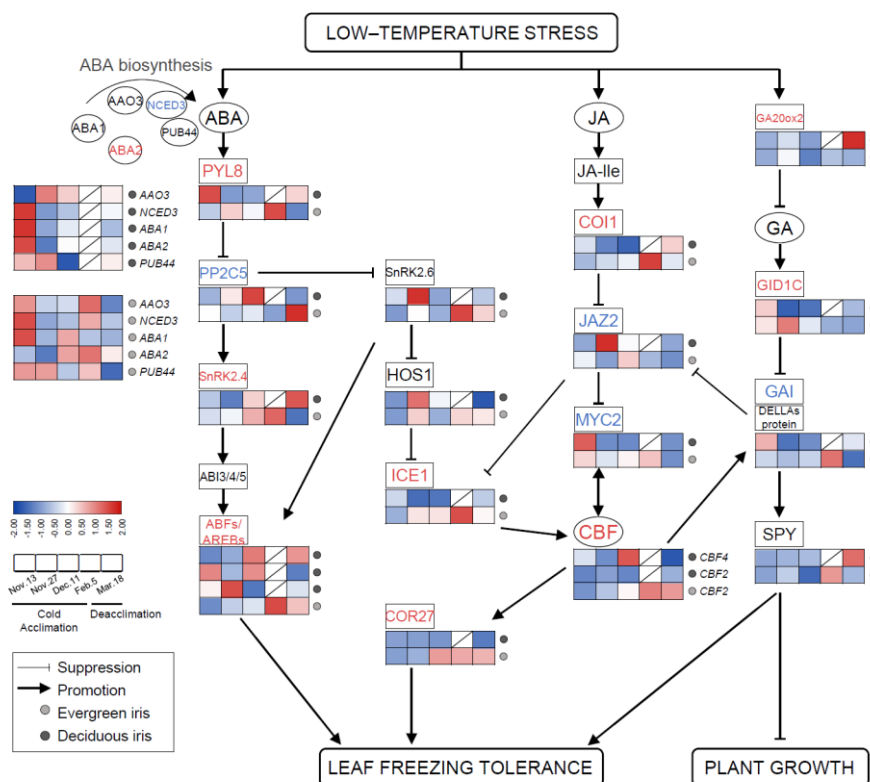 LOW–TEMPERATURE STRESS
ABA biosynthesis
AAO3
NCED3
ABA1
PUB44
ABA2
ABA
JA
GA20ox2
PYL8
JA-Ile
AAO3
NCED3
ABA1
ABA2
PUB44
COI1
GA
PP2C5
SnRK2.6
GID1C
AAO3
NCED3
ABA1
ABA2
PUB44
JAZ2
SnRK2.4
HOS1
MYC2
GAI
DELLAs
protein
ABI3/4/5
ICE1
-2.00
-1.50
-1.00
-0.50
0.00
0.50
1.00
1.50
2.00
ABFs/
AREBs
CBF
SPY
CBF4
CBF2
CBF2
Nov.13
Nov.27
Dec.11
Feb.5
Mar.18
Cold
Acclimation
Deacclimation
COR27
Suppression
Promotion
Evergreen iris
Deciduous iris
LEAF FREEZING TOLERANCE
PLANT GROWTH